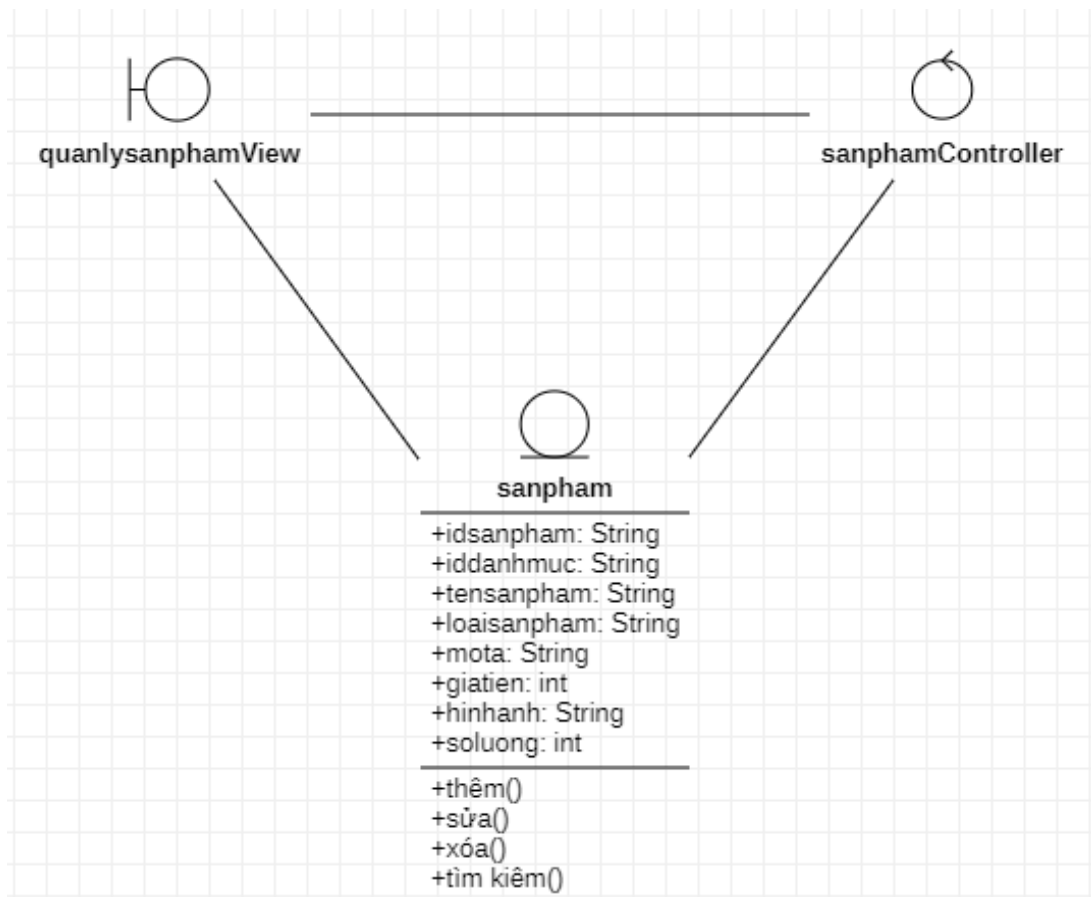 quanlysanphamView
sanphamController
sanpham
+idsanpham: String
+iddanhmuc: String
+tensanpham: String
+loaisanpham: String
+mota: String
+giatien: int
+hinhanh: String
+soluong: int
+thêm()
+sửa()
+xóa()
+tìm kiêm()